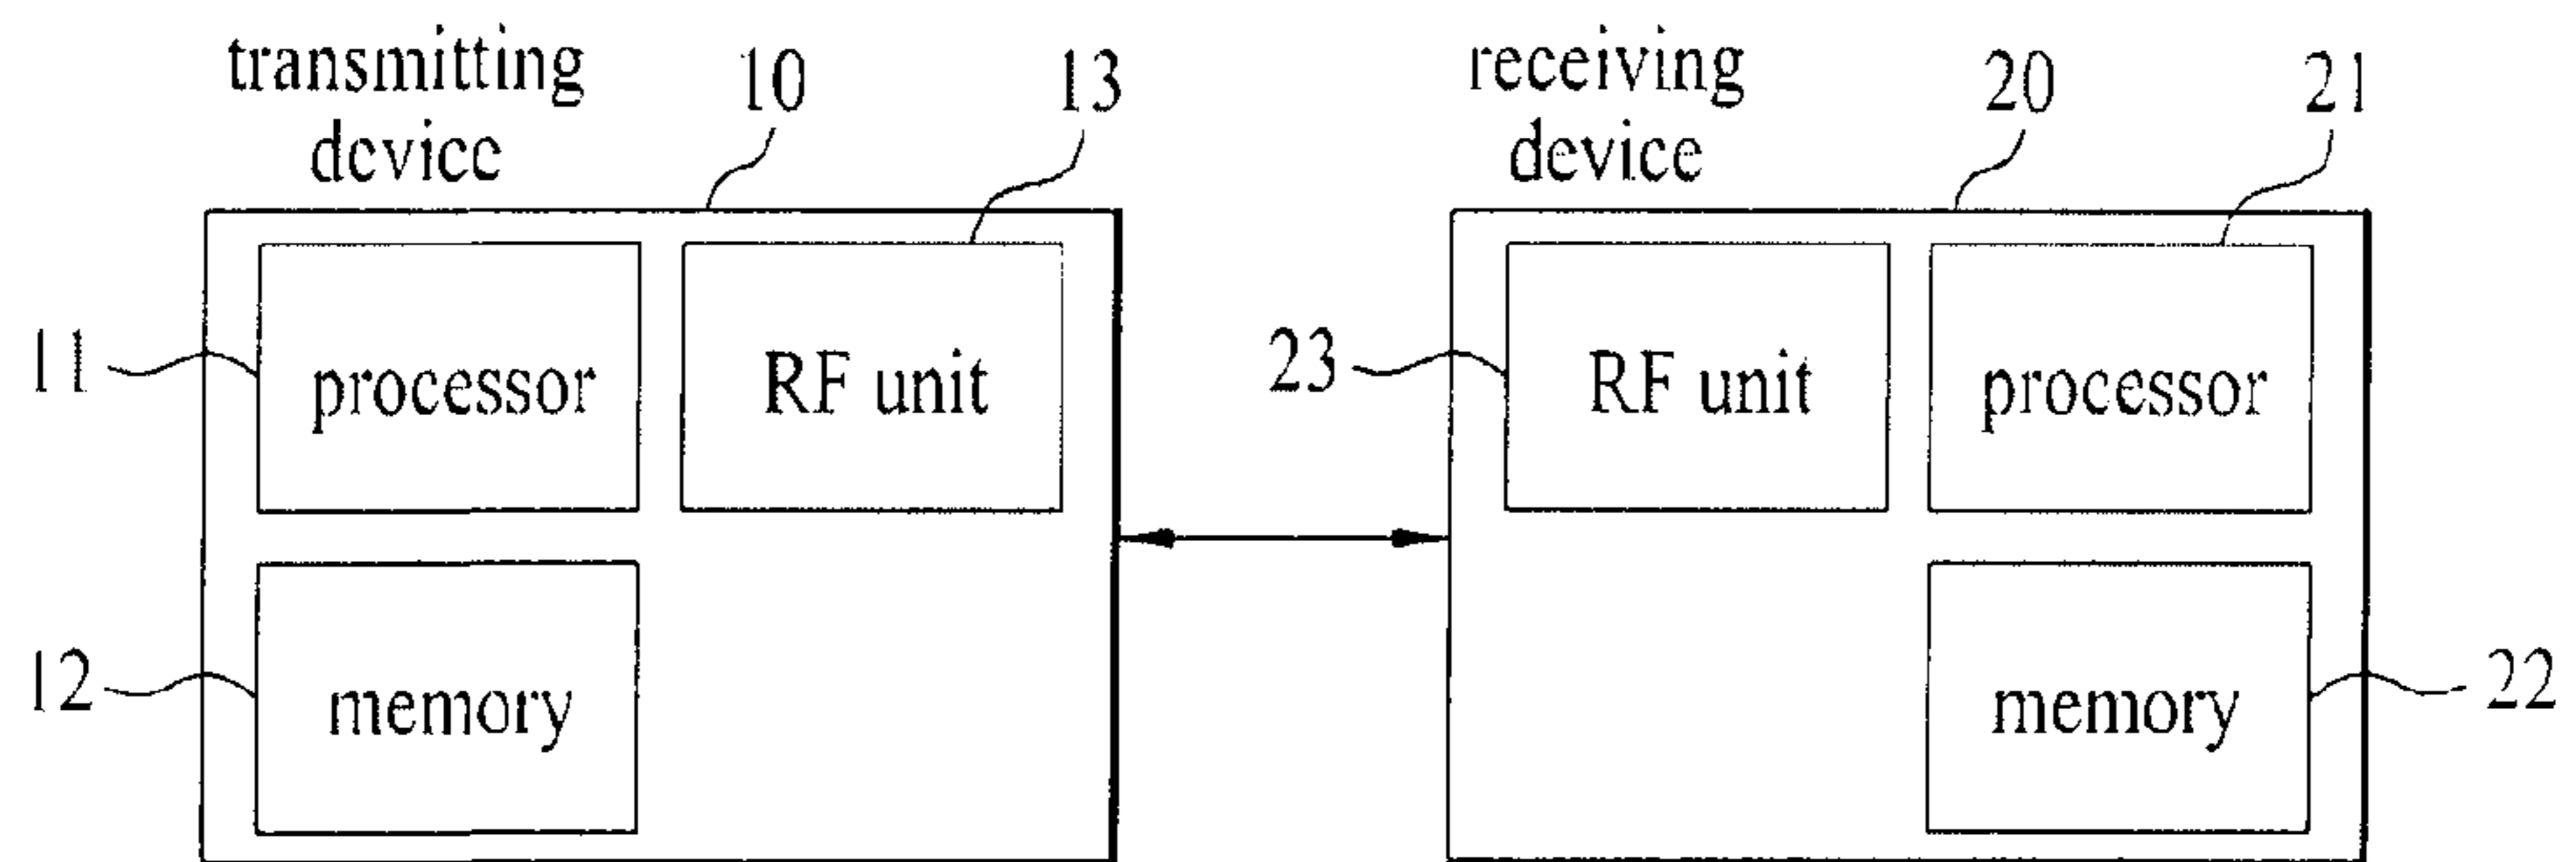 transmitting
device
10
13
receiving
device
20
21
11
processor
RF unit
23
RF unit
processor
12
memory
memory
22